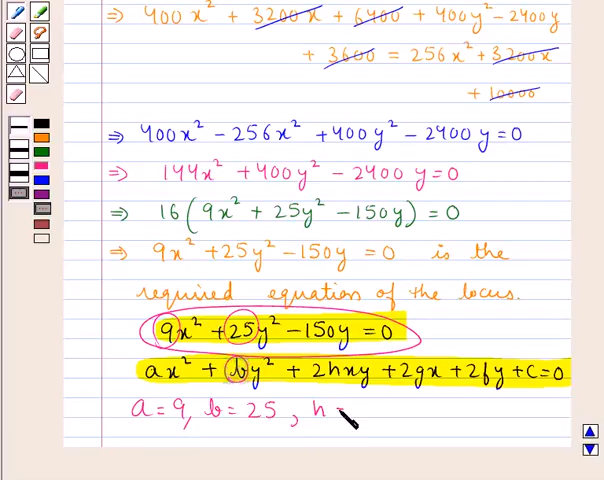 ⇒ 400x² + 3200x + 6400 + 400y² - 2400y
+ 3600 = 256x² + 3200x
+ 10000
⇒ 400x² - 256x² + 400y² - 2400y = 0
⇒ 144x² + 400y² - 2400y = 0
⇒ 16(9x² + 25y² - 150y) = 0
⇒ 9x² + 25y² - 150y = 0 is the
required equation of the locus.
9x² + 25y² - 150y = 0
ax² + by² + 2hxy + 2gx + 2fy + c = 0
a = 9, b = 25, h =